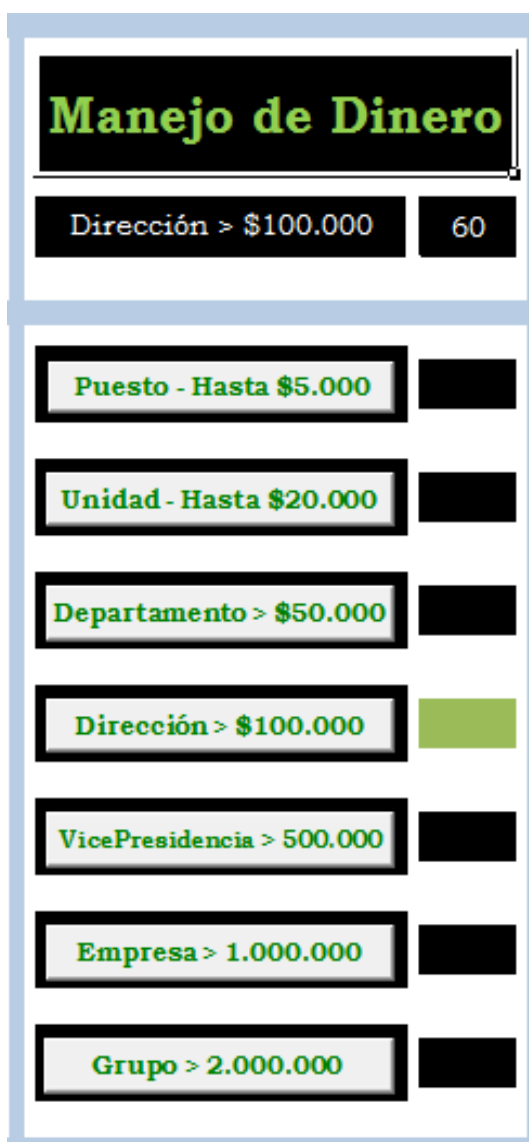 Manejo de Dinero
Dirección > $100.000 60
Puesto - Hasta $5.000
Unidad - Hasta $20.000
Departamento > $50.000
Dirección > $100.000
VicePresidencia > 500.000
Empresa > 1.000.000
Grupo > 2.000.000